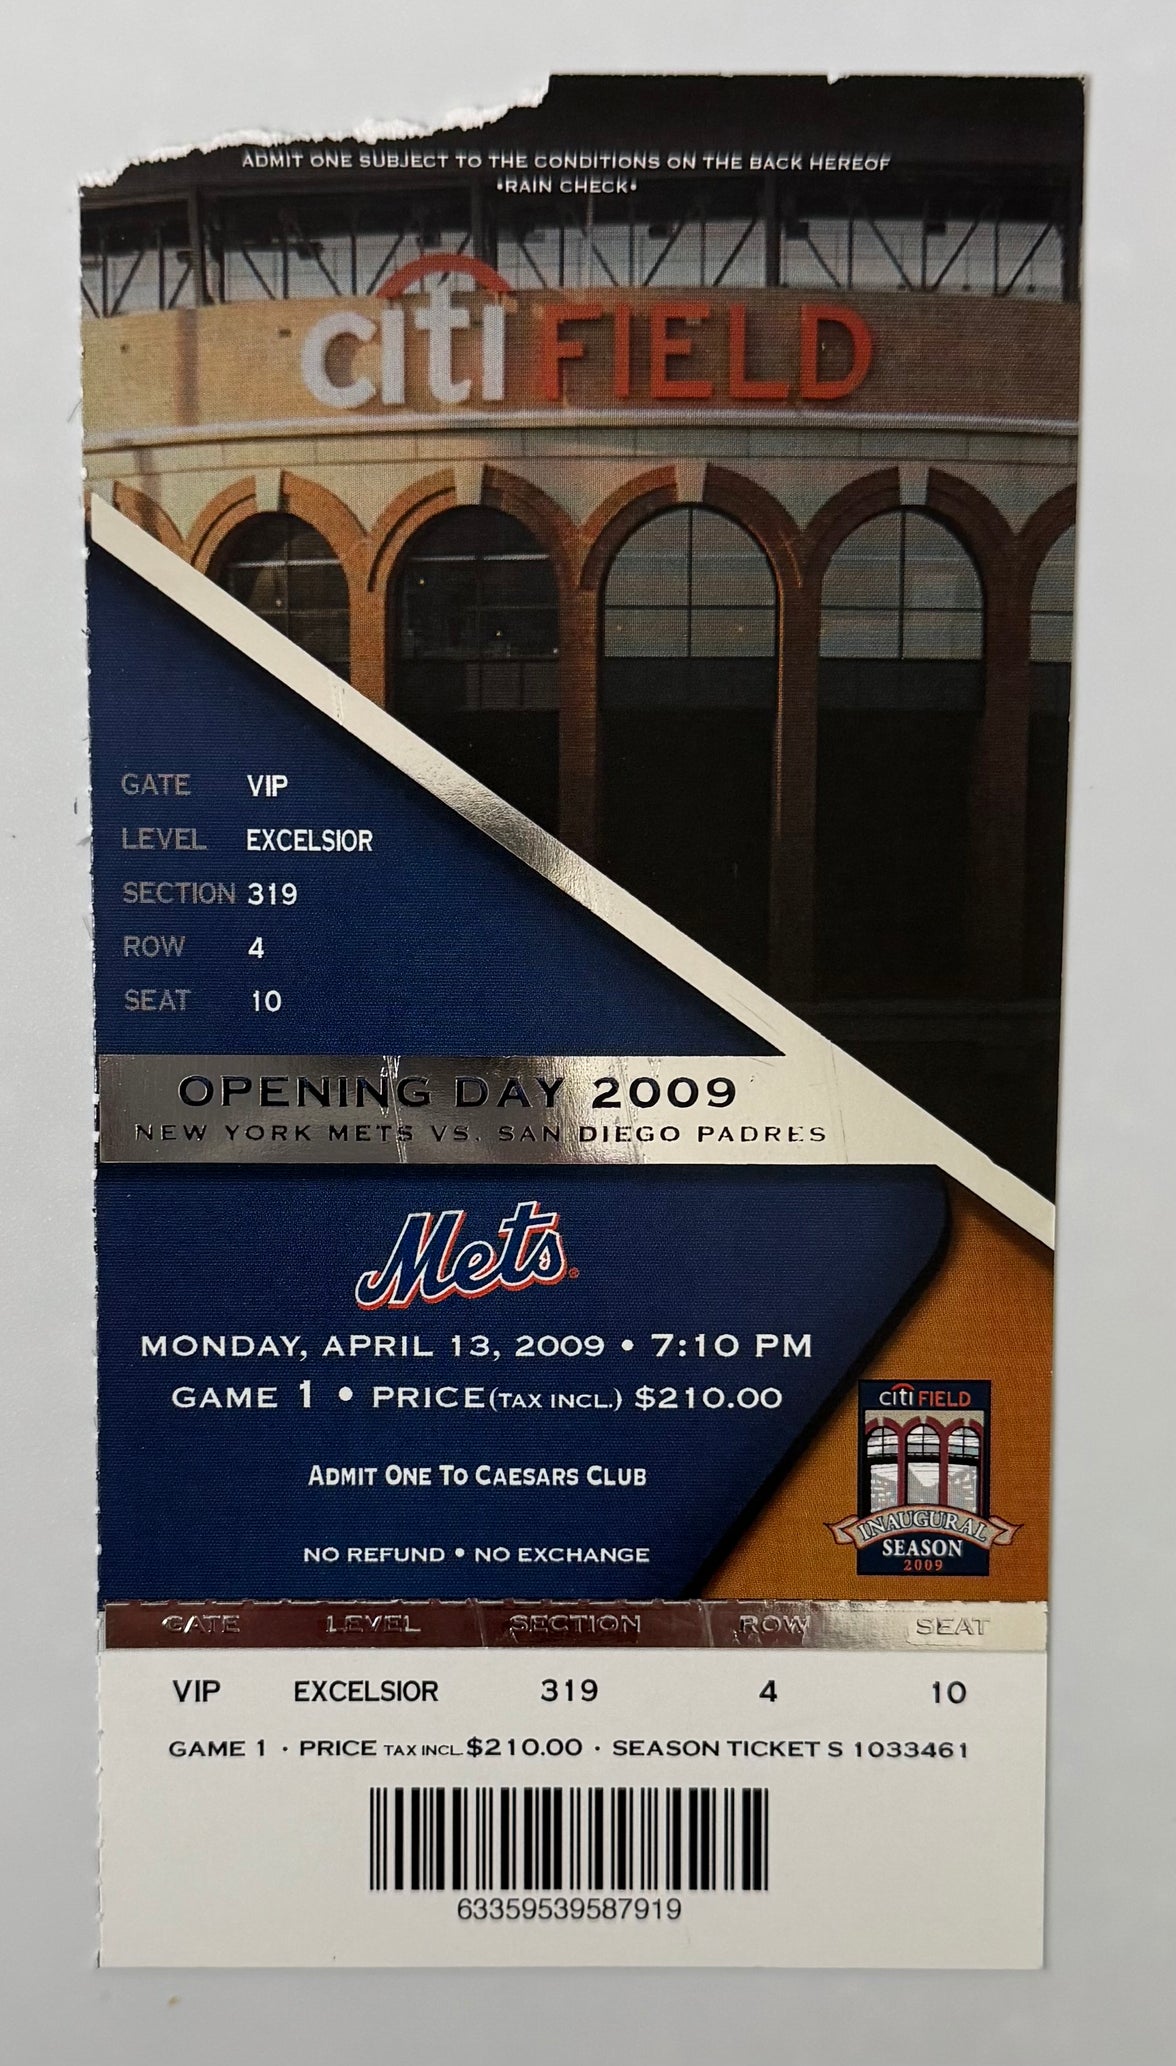 ADMIT ONE SUBJECT TO THE CONDITIONS ON THE BACK HEREOF
•RAIN CHECK•
citi FIELD
GATE VIP
LEVEL EXCELSIOR
SECTION 319
ROW 4
SEAT 10
OPENING DAY 2009
NEW YORK METS VS. SAN DIEGO PADRES
Mets
MONDAY, APRIL 13, 2009 • 7:10 PM
GAME 1 • PRICE(TAX INCL.) $210.00
ADMIT ONE TO CAESARS CLUB
NO REFUND • NO EXCHANGE
citi FIELD
INAUGURAL
SEASON
2009
GATE LEVEL SECTION ROW SEAT
VIP EXCELSIOR 319 4 10
GAME 1 · PRICE TAX INCL. $210.00 · SEASON TICKET S 1033461
63359539587919